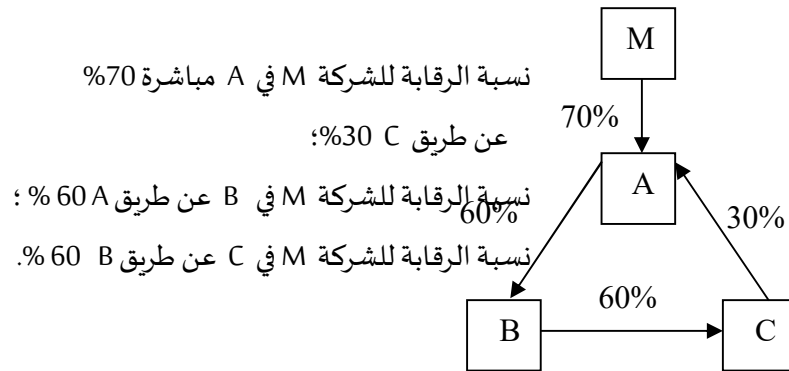 M
نسبة الرقابة للشركة M في A مباشرة 70%
70%
عن طريق C 30%؛
A
نسبة الرقابة للشركة M في B عن طريق A 60 % ؛
60%
30%
نسبة الرقابة للشركة M في C عن طريق B 60 %.
60%
B
C